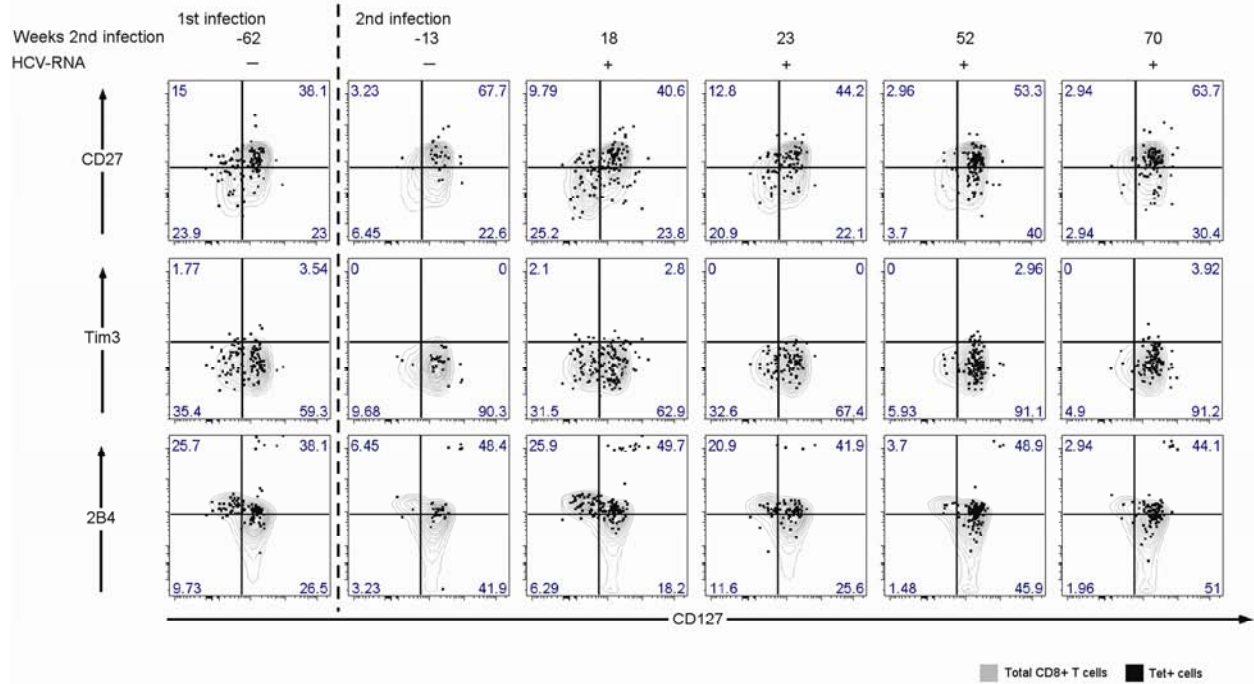 1st infection 2nd infection
Weeks 2nd infection -62 -13 18 23 52 70
HCV-RNA – – + + + +
15 38.1 3.23 67.7 9.79 40.6 12.8 44.2 2.96 53.3 2.94 63.7
CD27
23.9 23 6.45 22.6 25.2 23.8 20.9 22.1 3.7 40 2.94 30.4
1.77 3.54 0 0 2.1 2.8 0 0 0 2.96 0 3.92
Tim3
35.4 59.3 9.68 90.3 31.5 62.9 32.6 67.4 5.93 91.1 4.9 91.2
25.7 38.1 6.45 48.4 25.9 49.7 20.9 41.9 3.7 48.9 2.94 44.1
2B4
9.73 26.5 3.23 41.9 6.29 18.2 11.6 25.6 1.48 45.9 1.96 51
CD127
Total CD8+ T cells Tet+ cells